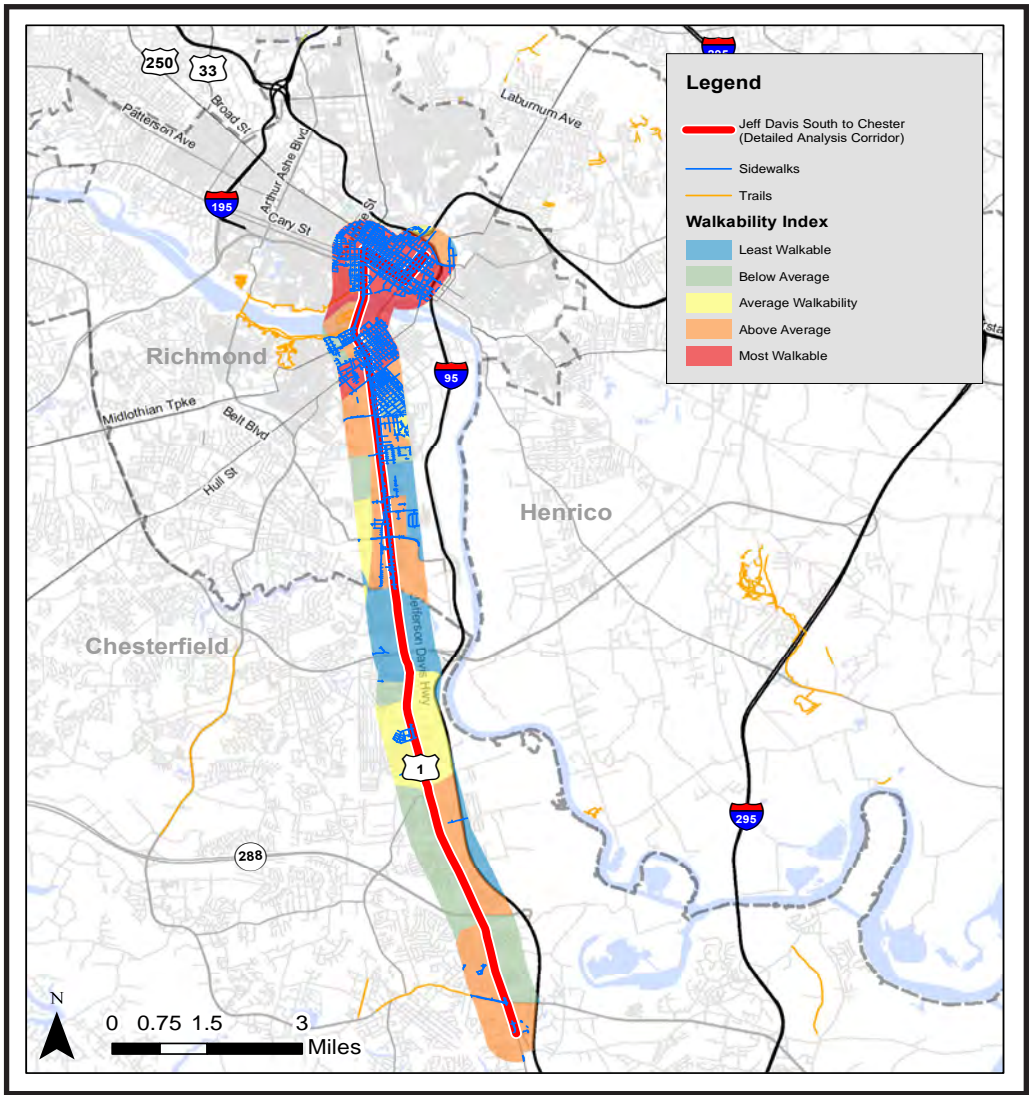 250
33
Broad St
Patterson Ave
Arthur Ashe Blvd
Laburnum Ave
195
Cary St
Legend
Jeff Davis South to Chester
(Detailed Analysis Corridor)
Sidewalks
Trails
Walkability Index
Least Walkable
Below Average
Average Walkability
Above Average
Most Walkable
Richmond
95
Midlothian Tpke
Belt Blvd
Hull St
Henrico
Chesterfield
Jefferson Davis Hwy
1
295
288
N
0 0.75 1.5 3
Miles